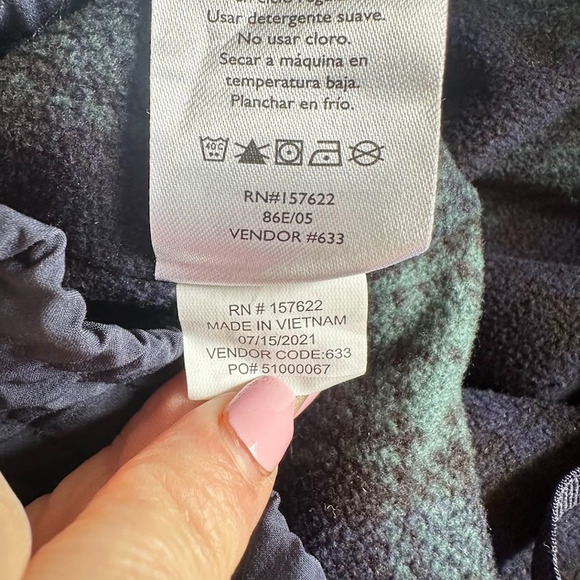 Usar detergente suave.
No usar cloro.
Secar a máquina en
temperatura baja.
Planchar en frío.
40C
RN#157622
86E/05
VENDOR #633
RN # 157622
MADE IN VIETNAM
07/15/2021
VENDOR CODE:633
PO# 51000067